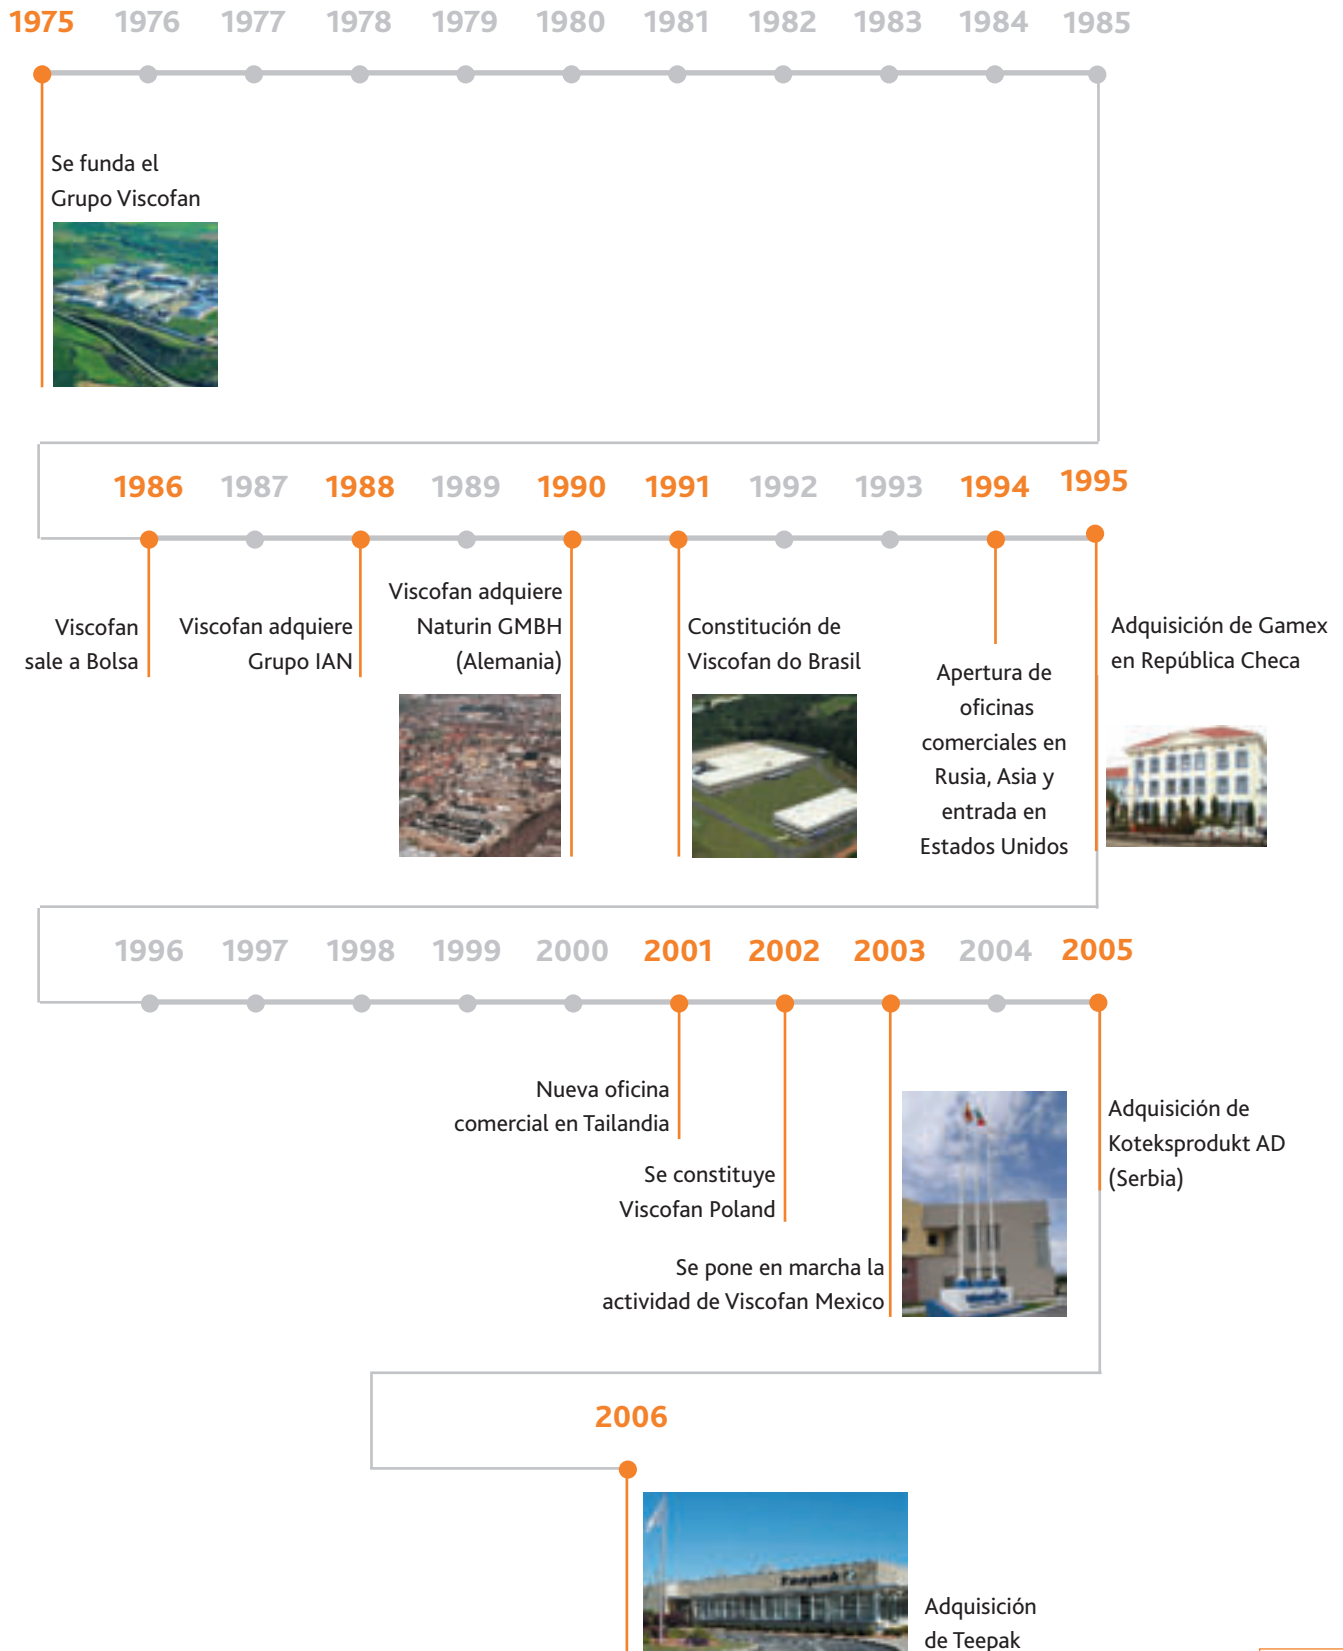 1975 1976 1977 1978 1979 1980 1981 1982 1983 1984 1985
Se funda el
Grupo Viscofan
1986 1987 1988 1989 1990 1991 1992 1993 1994 1995
Viscofan
sale a Bolsa
Viscofan adquiere
Grupo IAN
Viscofan adquiere
Naturin GMBH
(Alemania)
Constitución de
Viscofan do Brasil
Apertura de
oficinas
comerciales en
Rusia, Asia y
entrada en
Estados Unidos
Adquisición de Gamex
en República Checa
1996 1997 1998 1999 2000 2001 2002 2003 2004 2005
Nueva oficina
comercial en Tailandia
Se constituye
Viscofan Poland
Se pone en marcha la
actividad de Viscofan Mexico
Adquisición de
Koteksprodukt AD
(Serbia)
2006
Teepak
Adquisición
de Teepak